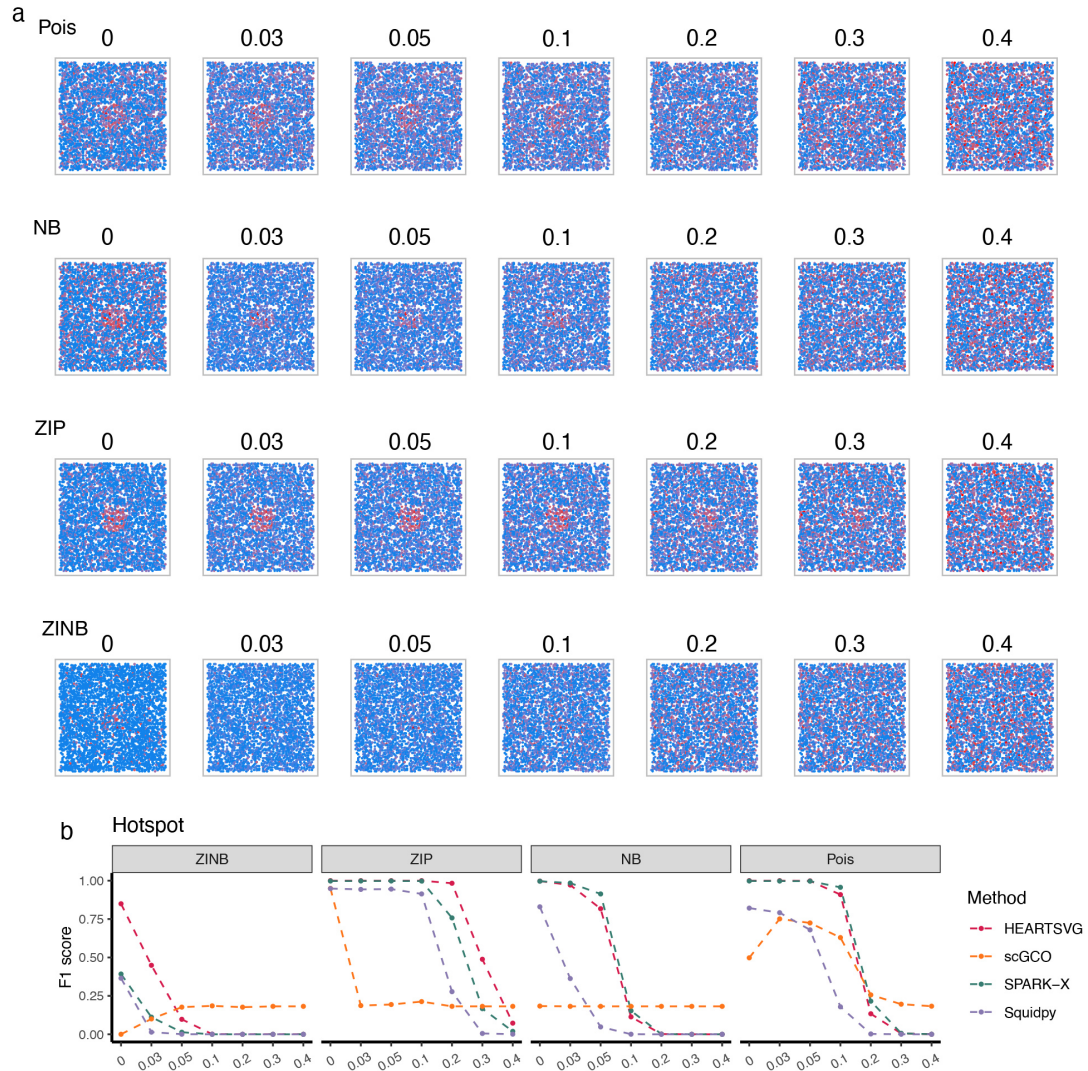 a
Pois
0 0.03 0.05 0.1 0.2 0.3 0.4
NB
0 0.03 0.05 0.1 0.2 0.3 0.4
ZIP
0 0.03 0.05 0.1 0.2 0.3 0.4
ZINB
0 0.03 0.05 0.1 0.2 0.3 0.4
b Hotspot
ZINB ZIP NB Pois
1.00
0.75
0.50
0.25
0.00
F1 score
0 0.03 0.05 0.1 0.2 0.3 0.4 0 0.03 0.05 0.1 0.2 0.3 0.4 0 0.03 0.05 0.1 0.2 0.3 0.4 0 0.03 0.05 0.1 0.2 0.3 0.4
Method
HEARTSVG
scGCO
SPARK−X
Squidpy